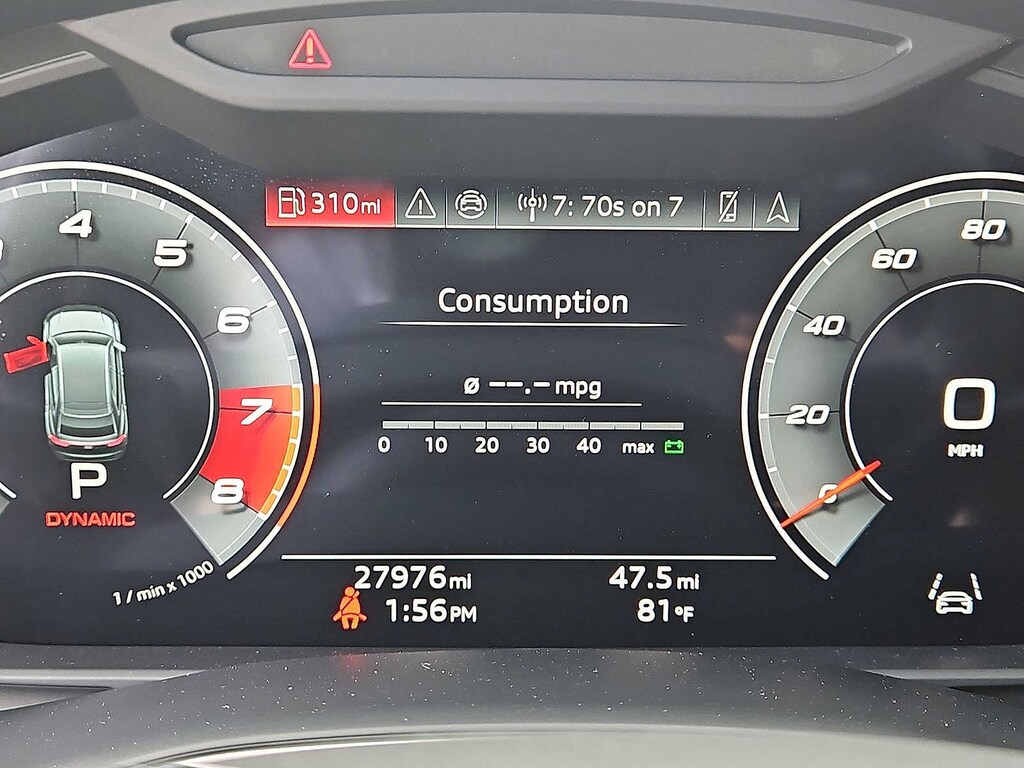 310mi 7: 70s on 7
4 5 6 7 8
P
DYNAMIC
1 / min x 1000
Consumption
Ø --.- mpg
0 10 20 30 40 max
0 20 40 60 80
0
MPH
27976mi 47.5mi
1:56PM 81°F